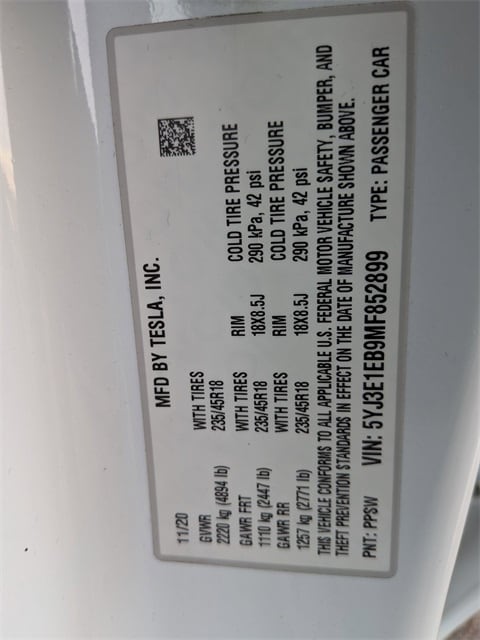 MFD BY TESLA, INC.
11/20
GVWR WITH TIRES
2220 kg (4894 lb) 235/45R18
GAWR FRT WITH TIRES RIM COLD TIRE PRESSURE
1110 kg (2447 lb) 235/45R18 18X8.5J 290 kPa, 42 psi
GAWR RR WITH TIRES RIM COLD TIRE PRESSURE
1257 kg (2771 lb) 235/45R18 18X8.5J 290 kPa, 42 psi
THIS VEHICLE CONFORMS TO ALL APPLICABLE U.S. FEDERAL MOTOR VEHICLE SAFETY, BUMPER, AND
THEFT PREVENTION STANDARDS IN EFFECT ON THE DATE OF MANUFACTURE SHOWN ABOVE.
PNT: PPSW VIN: 5YJ3E1EB9MF852899 TYPE: PASSENGER CAR